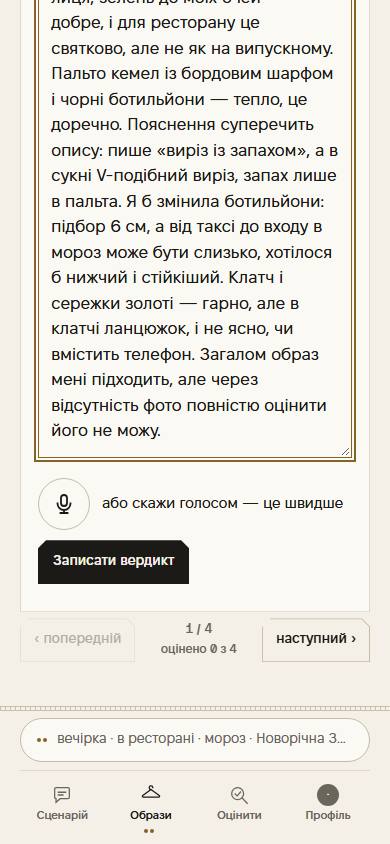 добре, і для ресторану це
святково, але не як на випускному.
Пальто кемел із бордовим шарфом
і чорні ботильйони — тепло, це
доречно. Пояснення суперечить
опису: пише «виріз із запахом», а в
сукні V-подібний виріз, запах лише
в пальта. Я б змінила ботильйони:
підбор 6 см, а від таксі до входу в
мороз може бути слизько, хотілося
б нижчий і стійкіший. Клатч і
сережки золоті — гарно, але в
клатчі ланцюжок, і не ясно, чи
вмістить телефон. Загалом образ
мені підходить, але через
відсутність фото повністю оцінити
його не можу.
або скажи голосом — це швидше
Записати вердикт
‹ попередній
1 / 4
оцінено 0 з 4
наступний ›
вечірка · в ресторані · мороз · Новорічна З...
Сценарій
Образи
Оцінити
Профіль